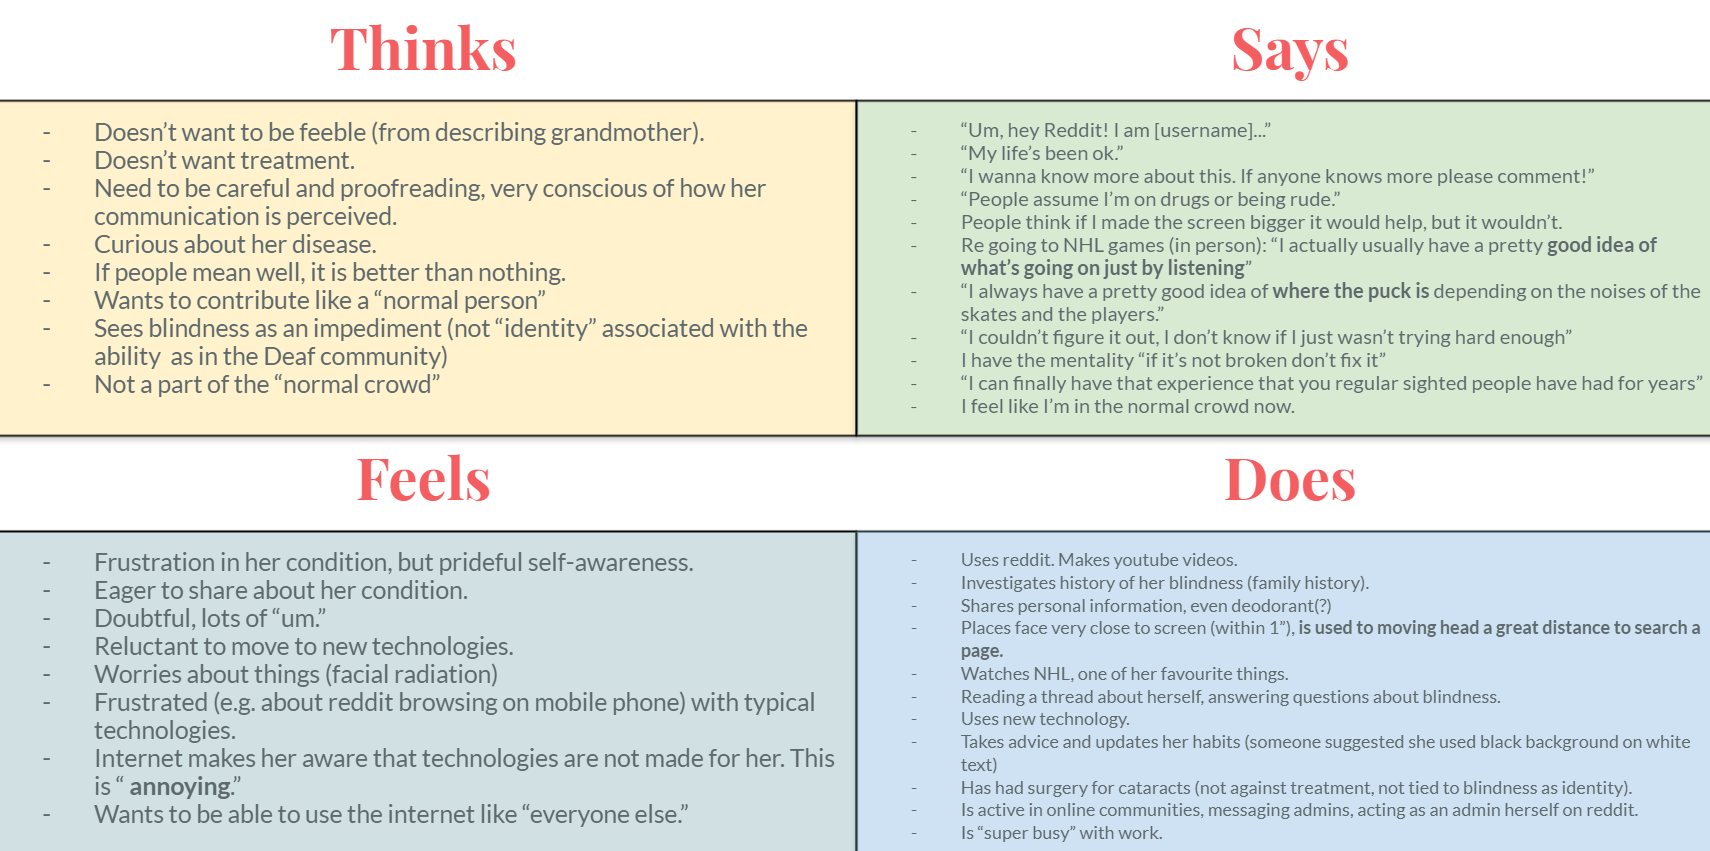 Thinks
- Doesn’t want to be feeble (from describing grandmother).
- Doesn’t want treatment.
- Need to be careful and proofreading, very conscious of how her
communication is perceived.
- Curious about her disease.
- If people mean well, it is better than nothing.
- Wants to contribute like a “normal person”
- Sees blindness as an impediment (not “identity” associated with the
ability as in the Deaf community)
- Not a part of the “normal crowd”
Says
- “Um, hey Reddit! I am [username]...”
- “My life’s been ok.”
- “I wanna know more about this. If anyone knows more please comment!”
- “People assume I’m on drugs or being rude.”
- People think if I made the screen bigger it would help, but it wouldn’t.
- Re going to NHL games (in person): “I actually usually have a pretty good idea of
what’s going on just by listening”
- “I always have a pretty good idea of where the puck is depending on the noises of the
skates and the players.”
- “I couldn’t figure it out, I don’t know if I just wasn’t trying hard enough”
- I have the mentality “if it’s not broken don’t fix it”
- “I can finally have that experience that you regular sighted people have had for years”
- I feel like I’m in the normal crowd now.
Feels
- Frustration in her condition, but prideful self-awareness.
- Eager to share about her condition.
- Doubtful, lots of “um.”
- Reluctant to move to new technologies.
- Worries about things (facial radiation)
- Frustrated (e.g. about reddit browsing on mobile phone) with typical
technologies.
- Internet makes her aware that technologies are not made for her. This
is “ annoying.”
- Wants to be able to use the internet like “everyone else.”
Does
- Uses reddit. Makes youtube videos.
- Investigates history of her blindness (family history).
- Shares personal information, even deodorant(?)
- Places face very close to screen (within 1”), is used to moving head a great distance to search a
page.
- Watches NHL, one of her favourite things.
- Reading a thread about herself, answering questions about blindness.
- Uses new technology.
- Takes advice and updates her habits (someone suggested she used black background on white
text)
- Has had surgery for cataracts (not against treatment, not tied to blindness as identity).
- Is active in online communities, messaging admins, acting as an admin herself on reddit.
- Is “super busy” with work.